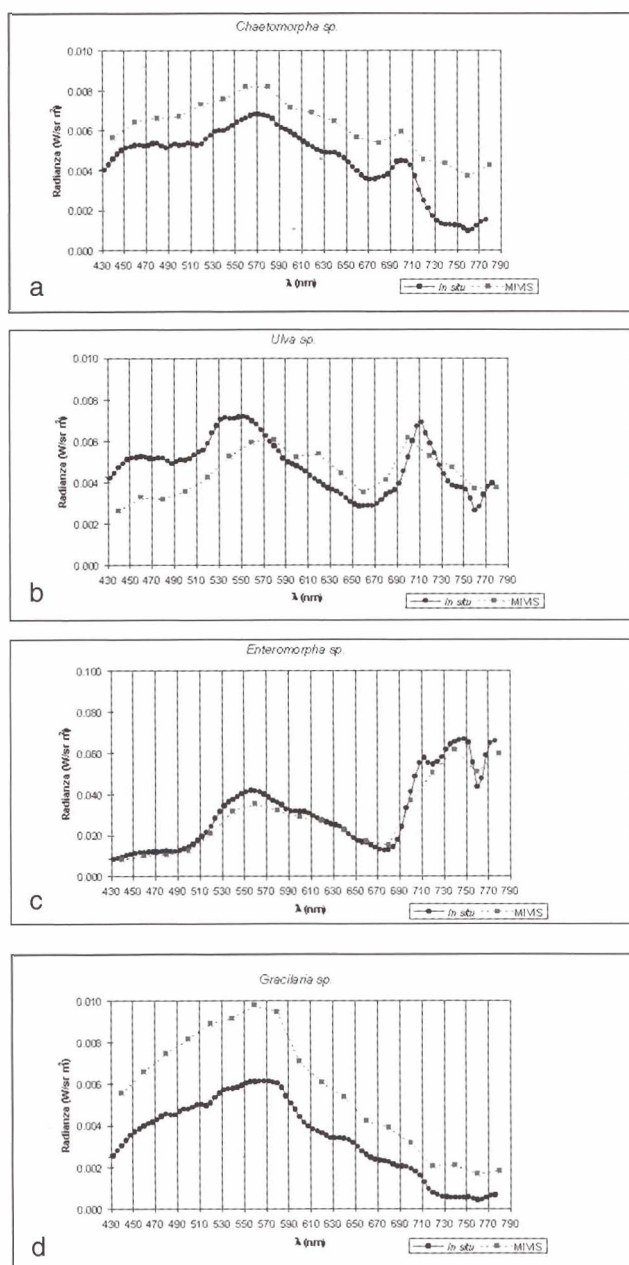 Chaetomorpha sp.
Radianza (W/sr m²)
0.010
0.008
0.006
0.004
0.002
0.000
430 450 470 490 510 530 550 570 590 610 630 650 670 690 710 730 750 770 790
λ (nm)
In situ MIVIS
a
Ulva sp.
Radianza (W/sr m²)
0.010
0.008
0.006
0.004
0.002
0.000
430 450 470 490 510 530 550 570 590 610 630 650 670 690 710 730 750 770 790
λ (nm)
In situ MIVIS
b
Enteromorpha sp.
Radianza (W/sr m²)
0.100
0.080
0.060
0.040
0.020
0.000
430 450 470 490 510 530 550 570 590 610 630 650 670 690 710 730 750 770 790
λ (nm)
In situ MIVIS
c
Gracilaria sp.
Radianza (W/sr m²)
0.010
0.008
0.006
0.004
0.002
0.000
430 450 470 490 510 530 550 570 590 610 630 650 670 690 710 730 750 770 790
λ (nm)
In situ MIVIS
d